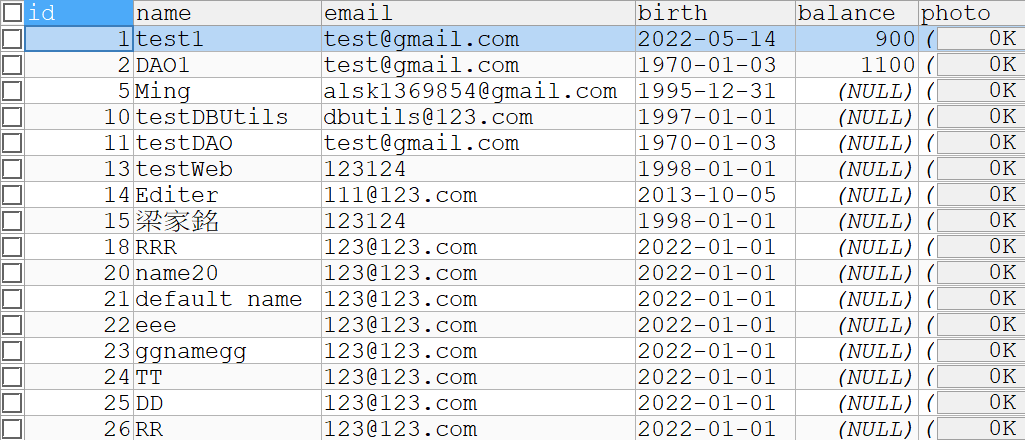 id name email birth balance photo
1 test1 test@gmail.com 2022-05-14 900 ( 0K
2 DAO1 test@gmail.com 1970-01-03 1100 ( 0K
5 Ming alsk1369854@gmail.com 1995-12-31 (NULL) ( 0K
10 testDBUtils dbutils@123.com 1997-01-01 (NULL) ( 0K
11 testDAO test@gmail.com 1970-01-03 (NULL) ( 0K
13 testWeb 123124 1998-01-01 (NULL) ( 0K
14 Editer 111@123.com 2013-10-05 (NULL) ( 0K
15 梁家銘 123124 1998-01-01 (NULL) ( 0K
18 RRR 123@123.com 2022-01-01 (NULL) ( 0K
20 name20 123@123.com 2022-01-01 (NULL) ( 0K
21 default name 123@123.com 2022-01-01 (NULL) ( 0K
22 eee 123@123.com 2022-01-01 (NULL) ( 0K
23 ggnamegg 123@123.com 2022-01-01 (NULL) ( 0K
24 TT 123@123.com 2022-01-01 (NULL) ( 0K
25 DD 123@123.com 2022-01-01 (NULL) ( 0K
26 RR 123@123.com 2022-01-01 (NULL) ( 0K